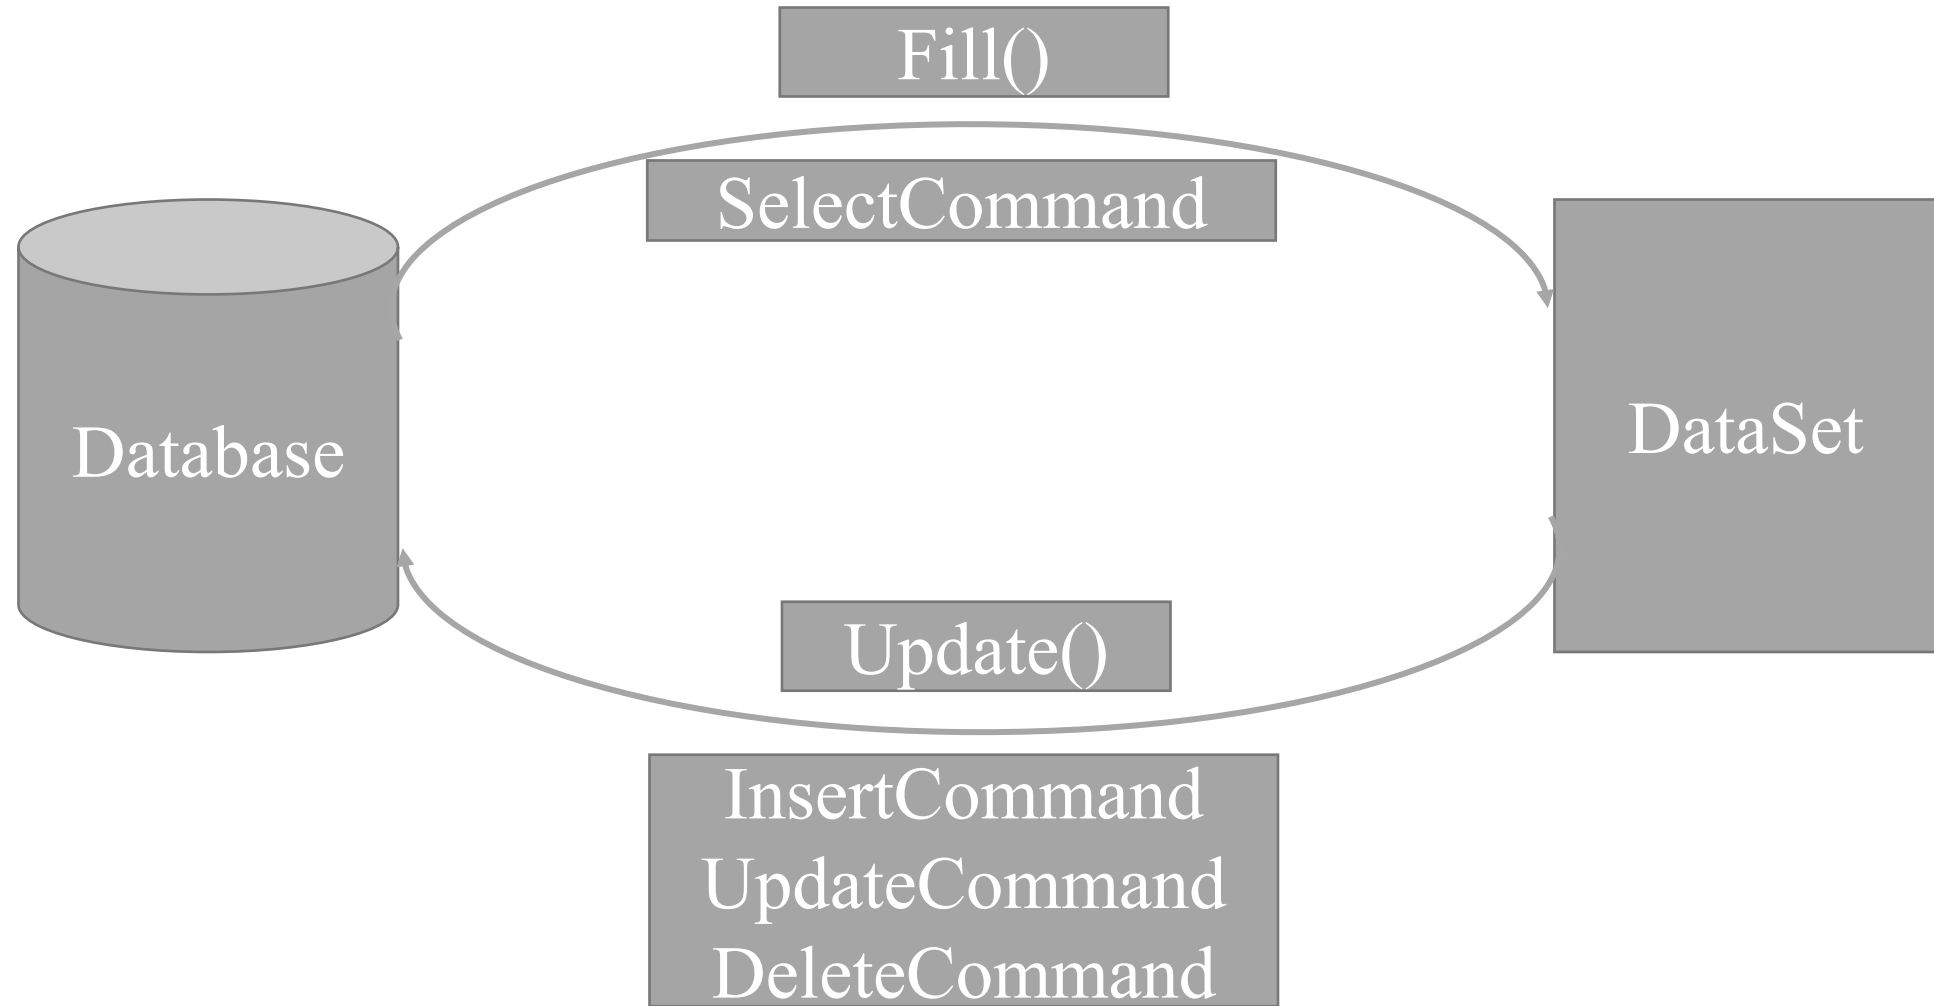 Fill()
SelectCommand
Database
DataSet
Update()
InsertCommand
UpdateCommand
DeleteCommand